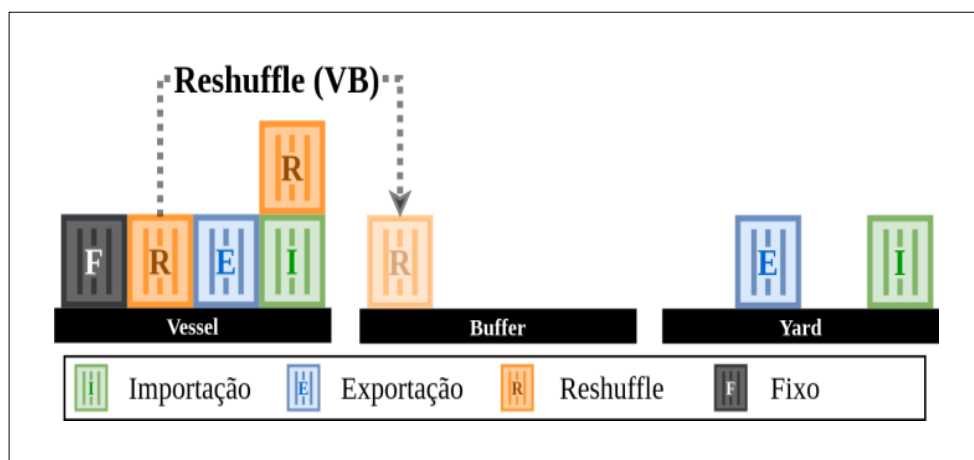 Reshuffle (VB)
R
F R E I R E I
Vessel Buffer Yard
I Importação E Exportação R Reshuffle F Fixo